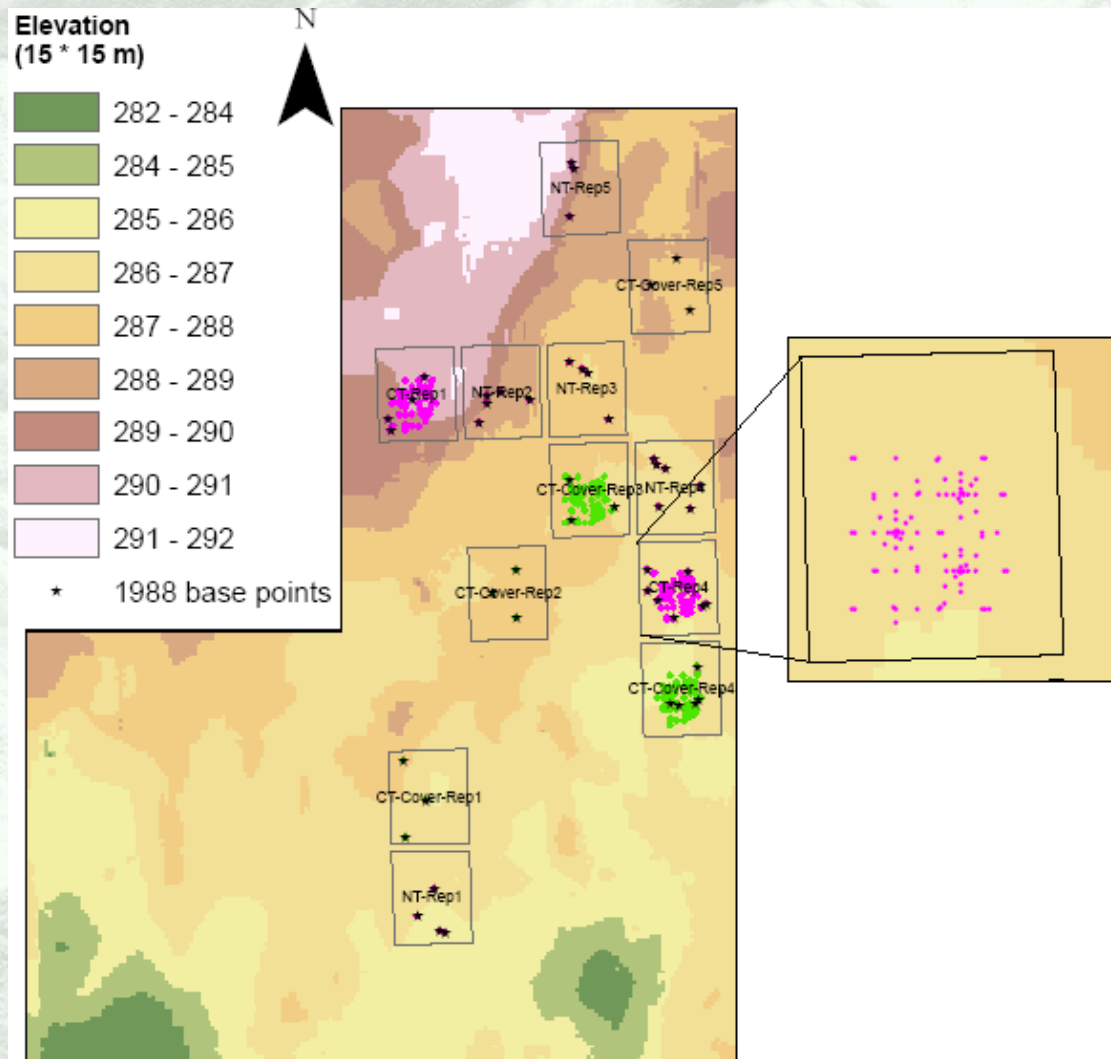 Elevation
(15 * 15 m)
N
282 - 284
284 - 285
285 - 286
286 - 287
287 - 288
288 - 289
289 - 290
290 - 291
291 - 292
1988 base points
NT-Rep5
CT-Cover-Rep5
CT-Rep1
NT-Rep2
NT-Rep3
CT-Cover-Rep3
NT-Rep4
CT-Cover-Rep2
CT-Rep4
CT-Cover-Rep4
CT-Cover-Rep1
NT-Rep1